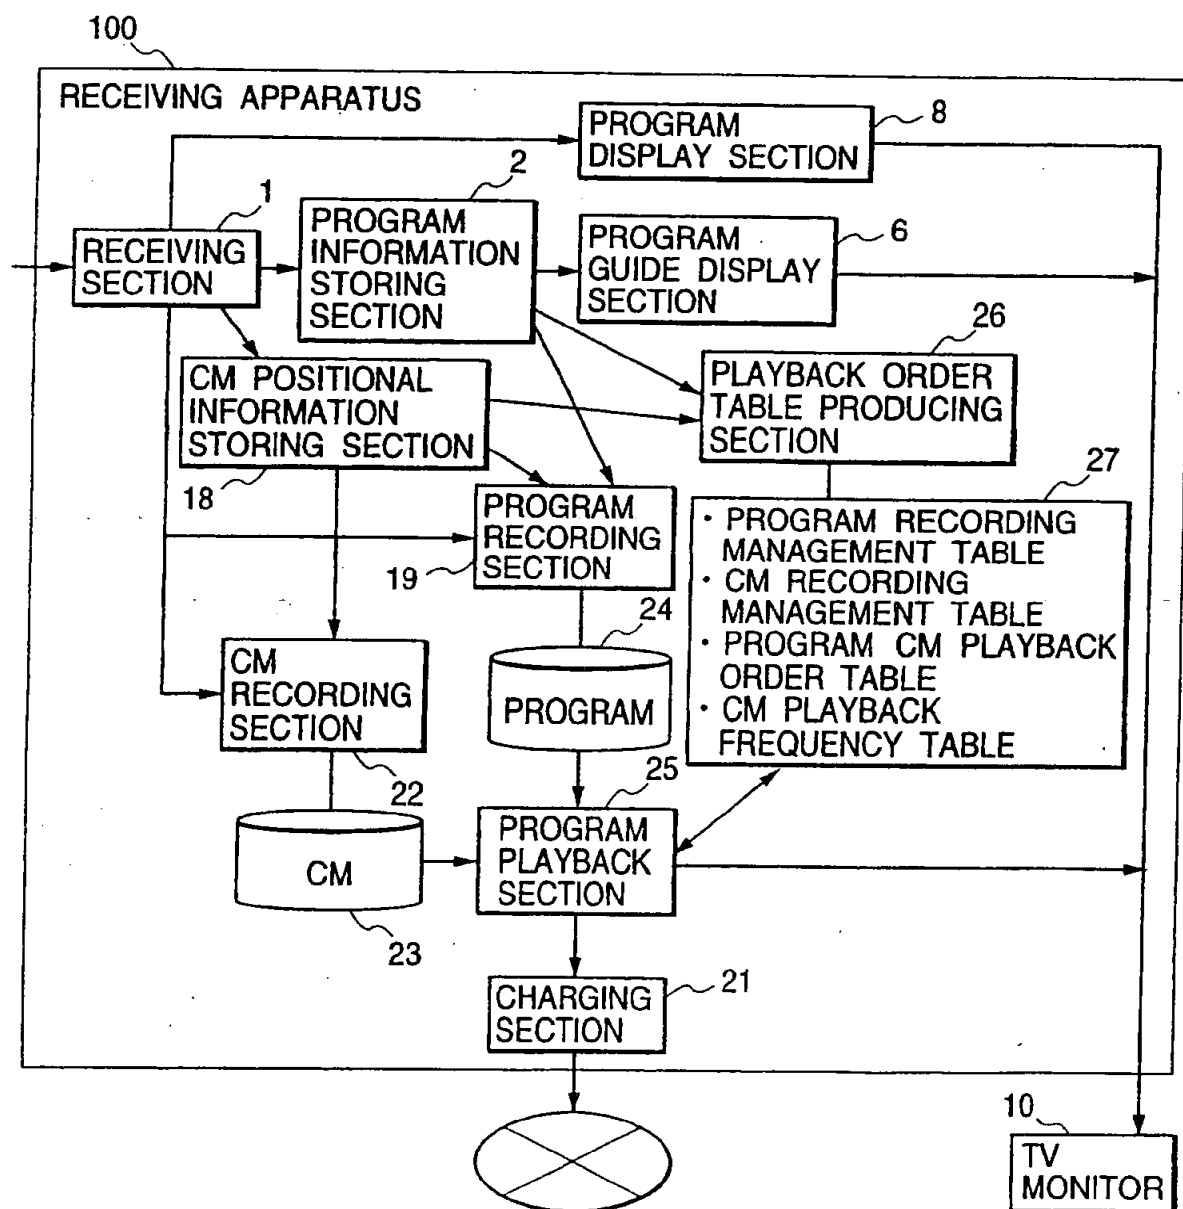 100
RECEIVING APPARATUS
PROGRAM
DISPLAY SECTION
8
1
RECEIVING
SECTION
2
PROGRAM
INFORMATION
STORING
SECTION
PROGRAM
GUIDE DISPLAY
SECTION
6
CM POSITIONAL
INFORMATION
STORING SECTION
18
26
PLAYBACK ORDER
TABLE PRODUCING
SECTION
PROGRAM
RECORDING
SECTION
19
27
· PROGRAM RECORDING
MANAGEMENT TABLE
· CM RECORDING
MANAGEMENT TABLE
· PROGRAM CM PLAYBACK
ORDER TABLE
· CM PLAYBACK
FREQUENCY TABLE
CM
RECORDING
SECTION
22
24
PROGRAM
CM
23
25
PROGRAM
PLAYBACK
SECTION
CHARGING
SECTION
21
10
TV
MONITOR